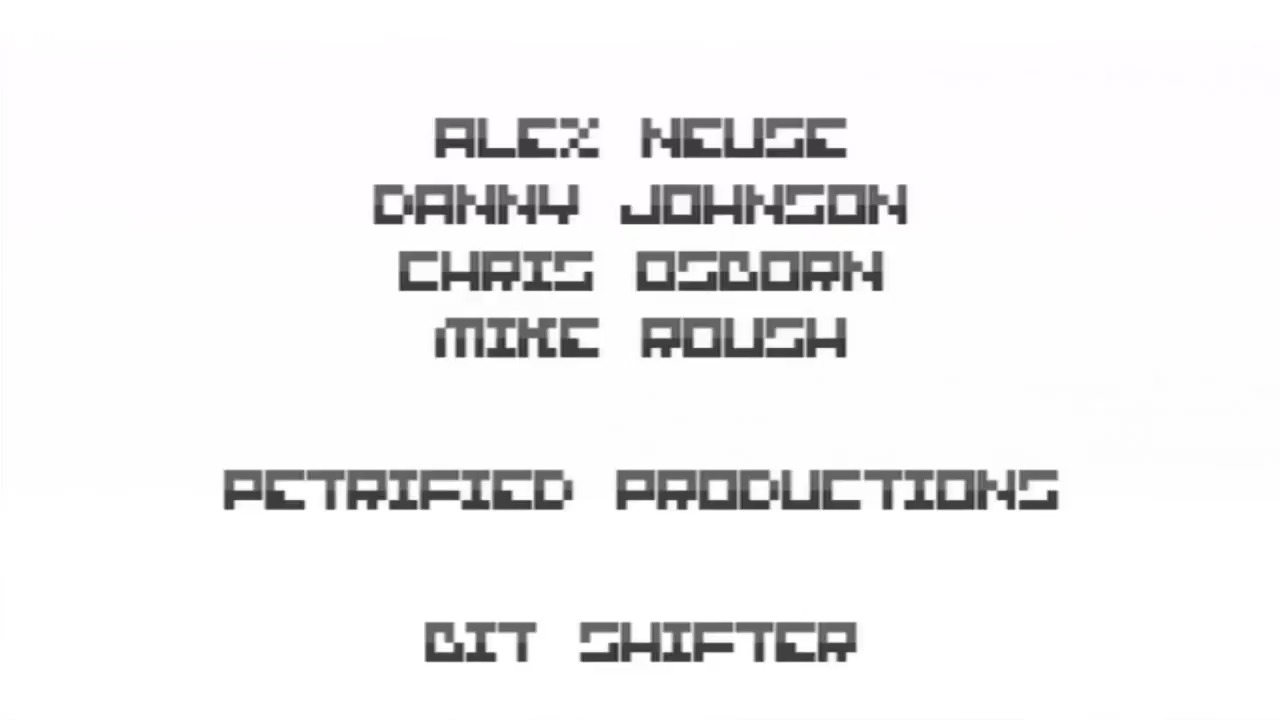 ALEX NEUSE
DANNY JOHNSON
CHRIS OSBORN
MIKE ROUSH
PETRIFIED PRODUCTIONS
BIT SHIFTER